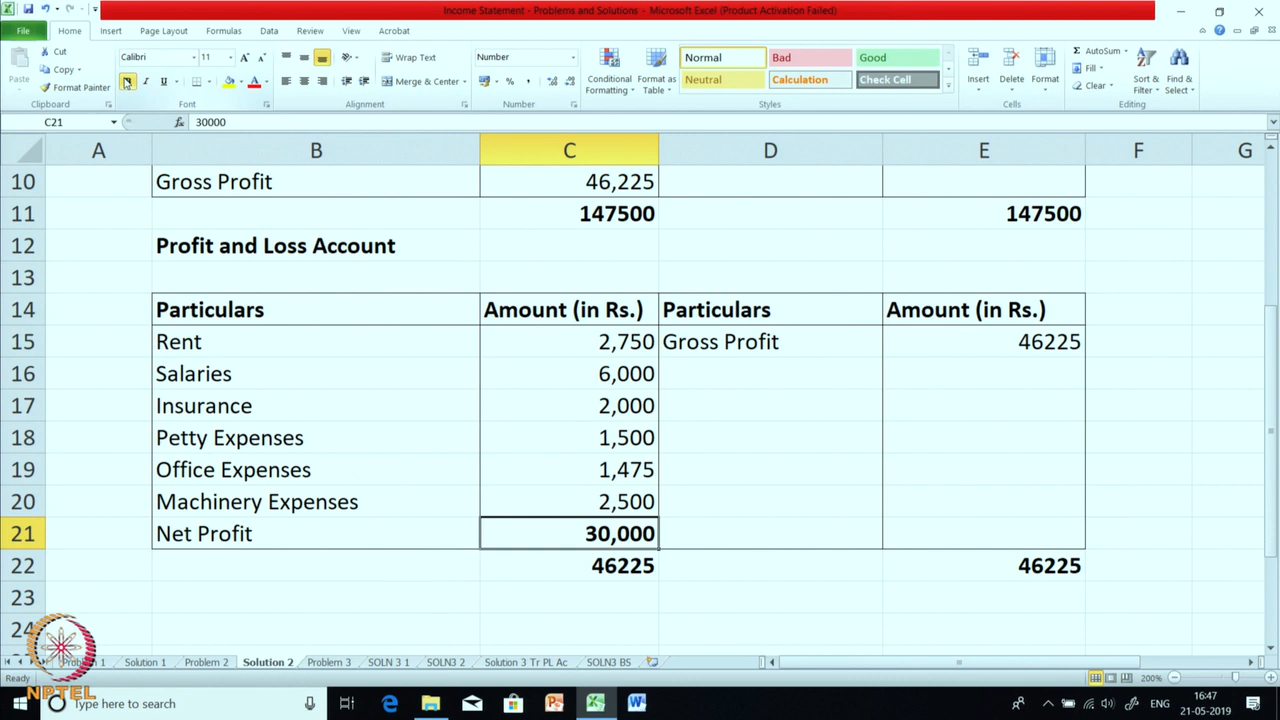 Income Statement - Problems and Solutions - Microsoft Excel (Product Activation Failed)
File Home Insert Page Layout Formulas Data Review View Acrobat
Paste Cut Copy Format Painter Clipboard
Calibri 11 B I U Font
Wrap Text Merge & Center Alignment
Number % , Number
Conditional Formatting Format as Table
Normal Bad Good
Neutral Calculation Check Cell
Styles
Insert Delete Format Cells
AutoSum Fill Clear Sort & Filter Find & Select Editing
C21 fx 30000
A B C D E F G
10 Gross Profit 46,225
11 147500 147500
12 Profit and Loss Account
13
14 Particulars Amount (in Rs.) Particulars Amount (in Rs.)
15 Rent 2,750 Gross Profit 46225
16 Salaries 6,000
17 Insurance 2,000
18 Petty Expenses 1,500
19 Office Expenses 1,475
20 Machinery Expenses 2,500
21 Net Profit 30,000
22 46225 46225
23
24
Solution 1 Problem 2 Solution 2 Problem 3 SOLN 3 1 SOLN3 2 Solution 3 Tr PL Ac SOLN3 BS
Ready 200%
NPTEL
Type here to search
ENG 16:47
21-05-2019